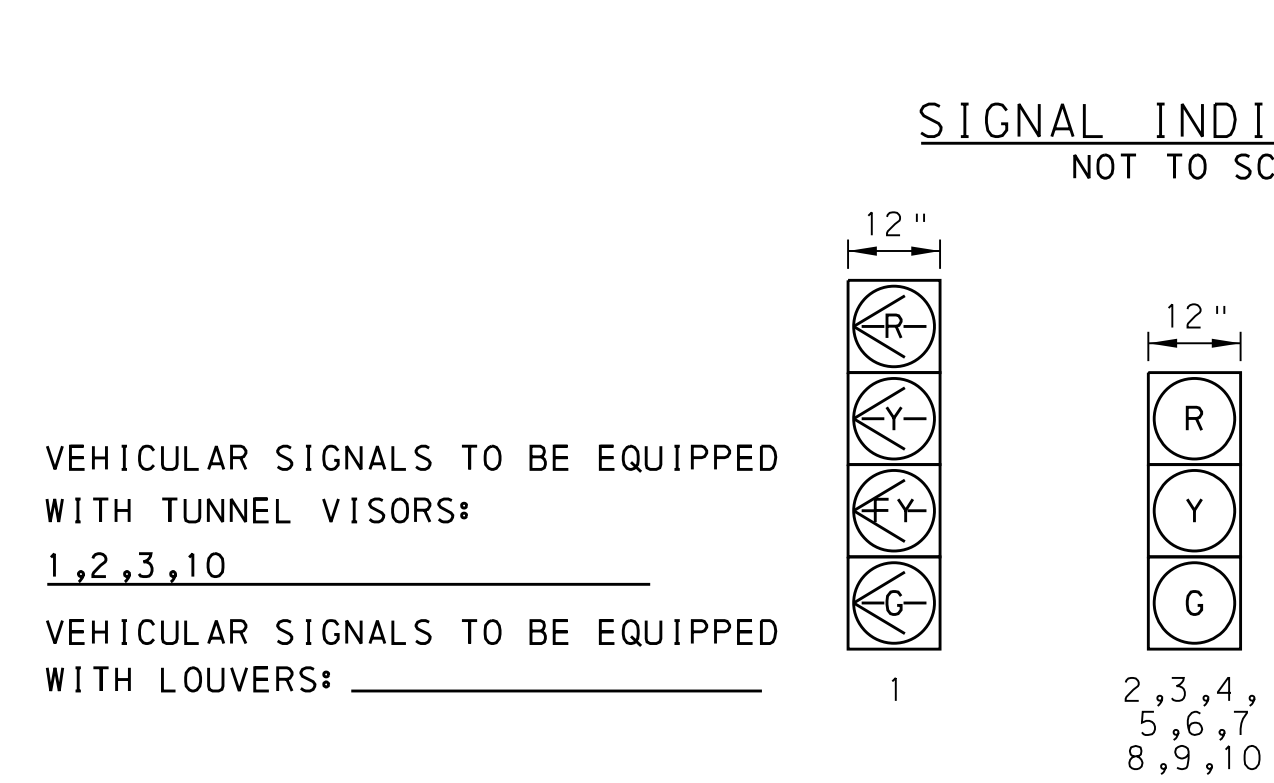 SIGNAL INDI
NOT TO SC
12"
R
Y
FY
G
1
12"
R
Y
G
2,3,4,
5,6,7
8,9,10
VEHICULAR SIGNALS TO BE EQUIPPED
WITH TUNNEL VISORS:
1,2,3,10
VEHICULAR SIGNALS TO BE EQUIPPED
WITH LOUVERS: